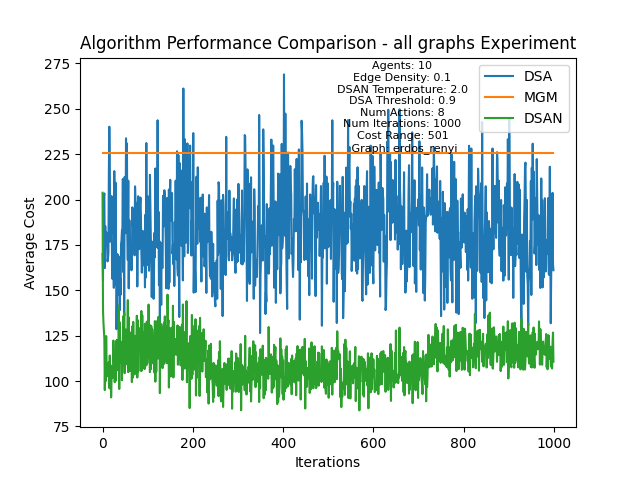 Algorithm Performance Comparison - all graphs Experiment
Agents: 10
Edge Density: 0.1
DSAN Temperature: 2.0
DSA Threshold: 0.9
Num Actions: 8
Num Iterations: 1000
Cost Range: 501
Graph: erdos_renyi
DSA
MGM
DSAN
275
250
225
200
175
150
125
100
75
Average Cost
0 200 400 600 800 1000
Iterations